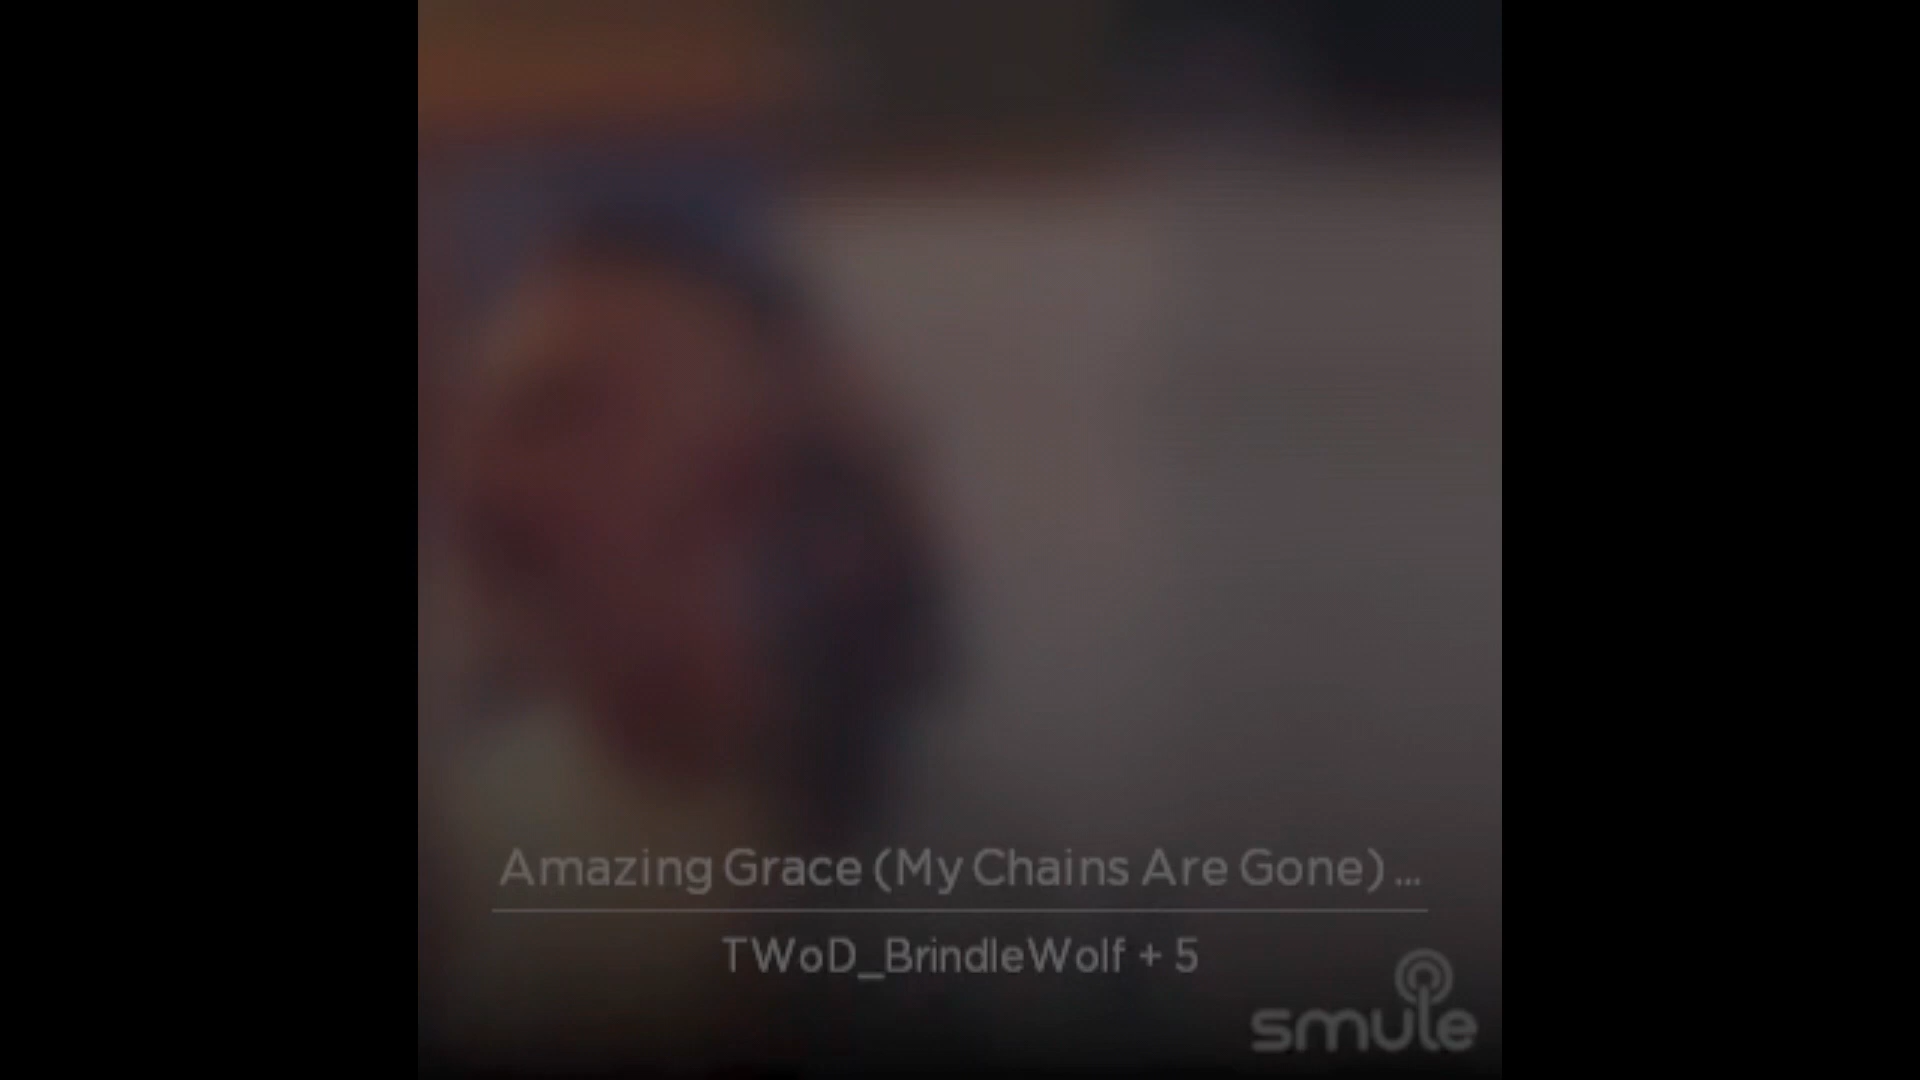 Amazing Grace (My Chains Are Gone) ...
TWoD_BrindleWolf + 5
smule